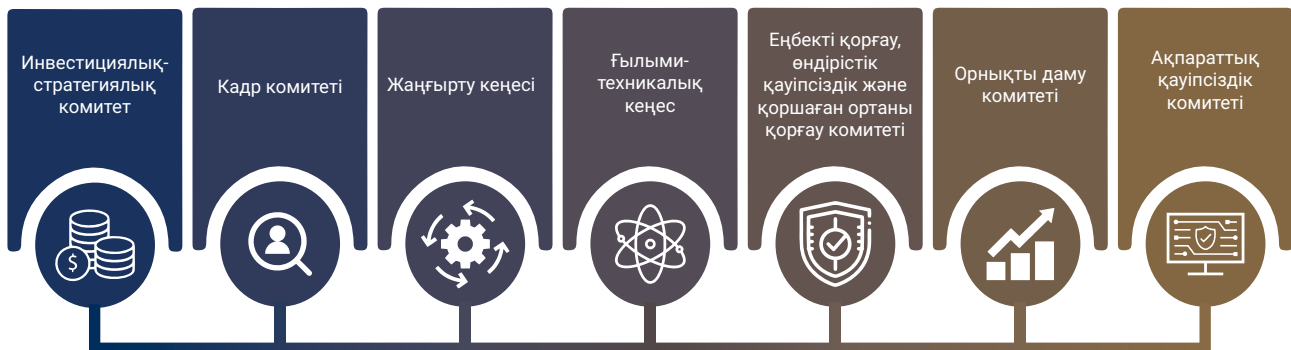 Инвестициялық-
стратегиялық
комитет
Кадр комитеті
Жаңғырту кеңесі
Ғылыми-
техникалық
кеңес
Еңбекті қорғау,
өндірістік
қауіпсіздік және
қоршаған ортаны
қорғау комитеті
Орнықты даму
комитеті
Ақпараттық
қауіпсіздік
комитеті
$